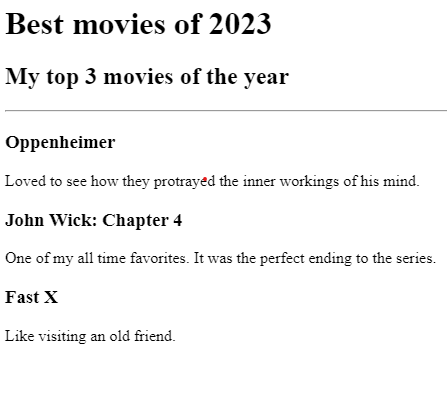 Best movies of 2023
My top 3 movies of the year
Oppenheimer
Loved to see how they protrayed the inner workings of his mind.
John Wick: Chapter 4
One of my all time favorites. It was the perfect ending to the series.
Fast X
Like visiting an old friend.